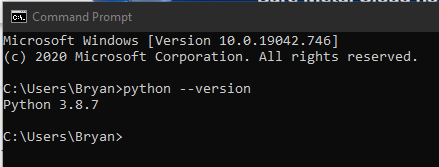 Command Prompt
Microsoft Windows [Version 10.0.19042.746]
(c) 2020 Microsoft Corporation. All rights reserved.
C:\Users\Bryan>python --version
Python 3.8.7
C:\Users\Bryan>